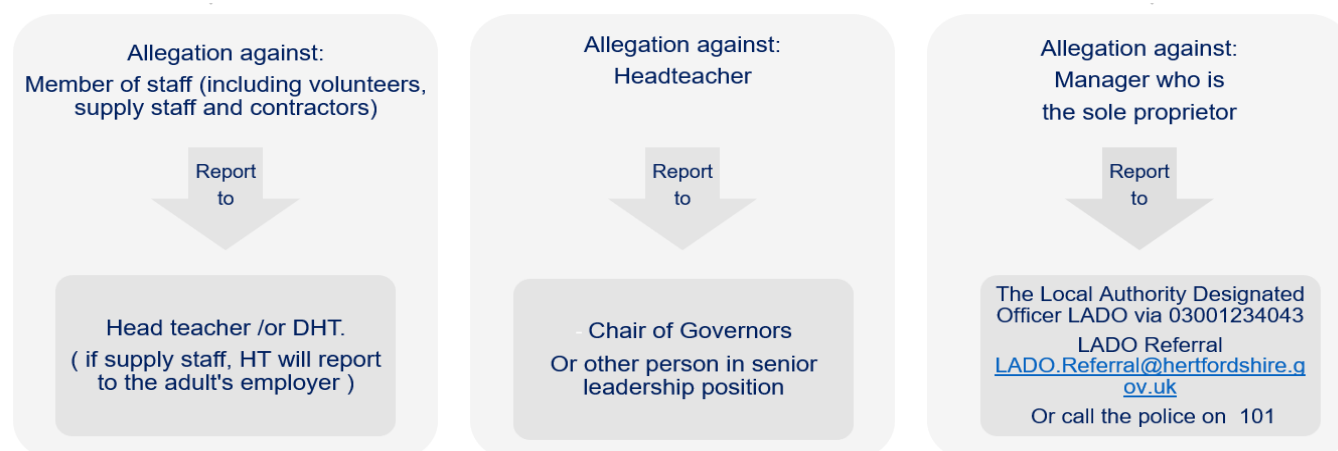 Allegation against:
Member of staff (including volunteers,
supply staff and contractors)
Report
to
Head teacher /or DHT.
( if supply staff, HT will report
to the adult's employer )
Allegation against:
Headteacher
Report
to
- Chair of Governors
Or other person in senior
leadership position
Allegation against:
Manager who is
the sole proprietor
Report
to
The Local Authority Designated
Officer LADO via 03001234043
LADO Referral
LADO.Referral@hertfordshire.g
ov.uk
Or call the police on 101